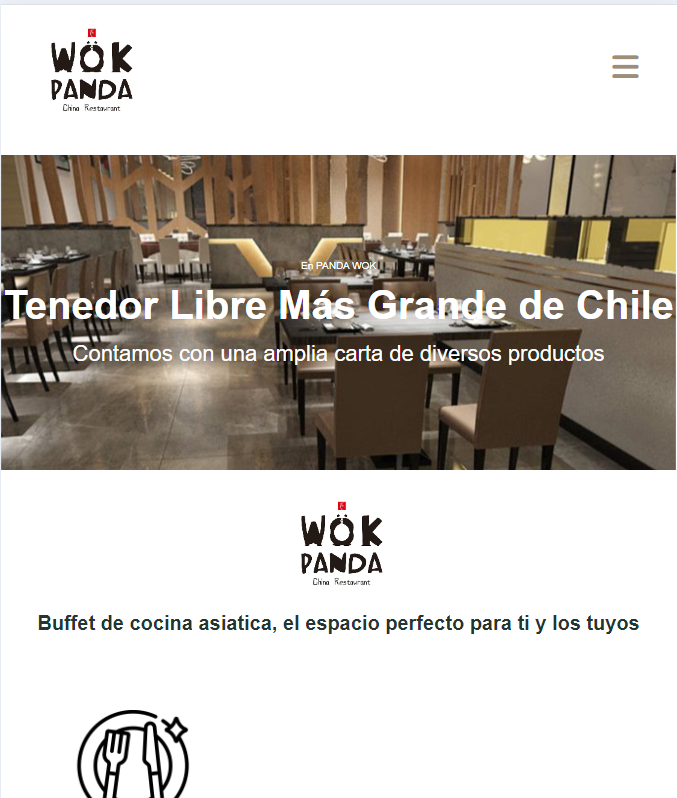 WÖK
PANDA
China Restaurant
En PANDA WOK
Tenedor Libre Más Grande de Chile
Contamos con una amplia carta de diversos productos
WÖK
PANDA
China Restaurant
Buffet de cocina asiatica, el espacio perfecto para ti y los tuyos